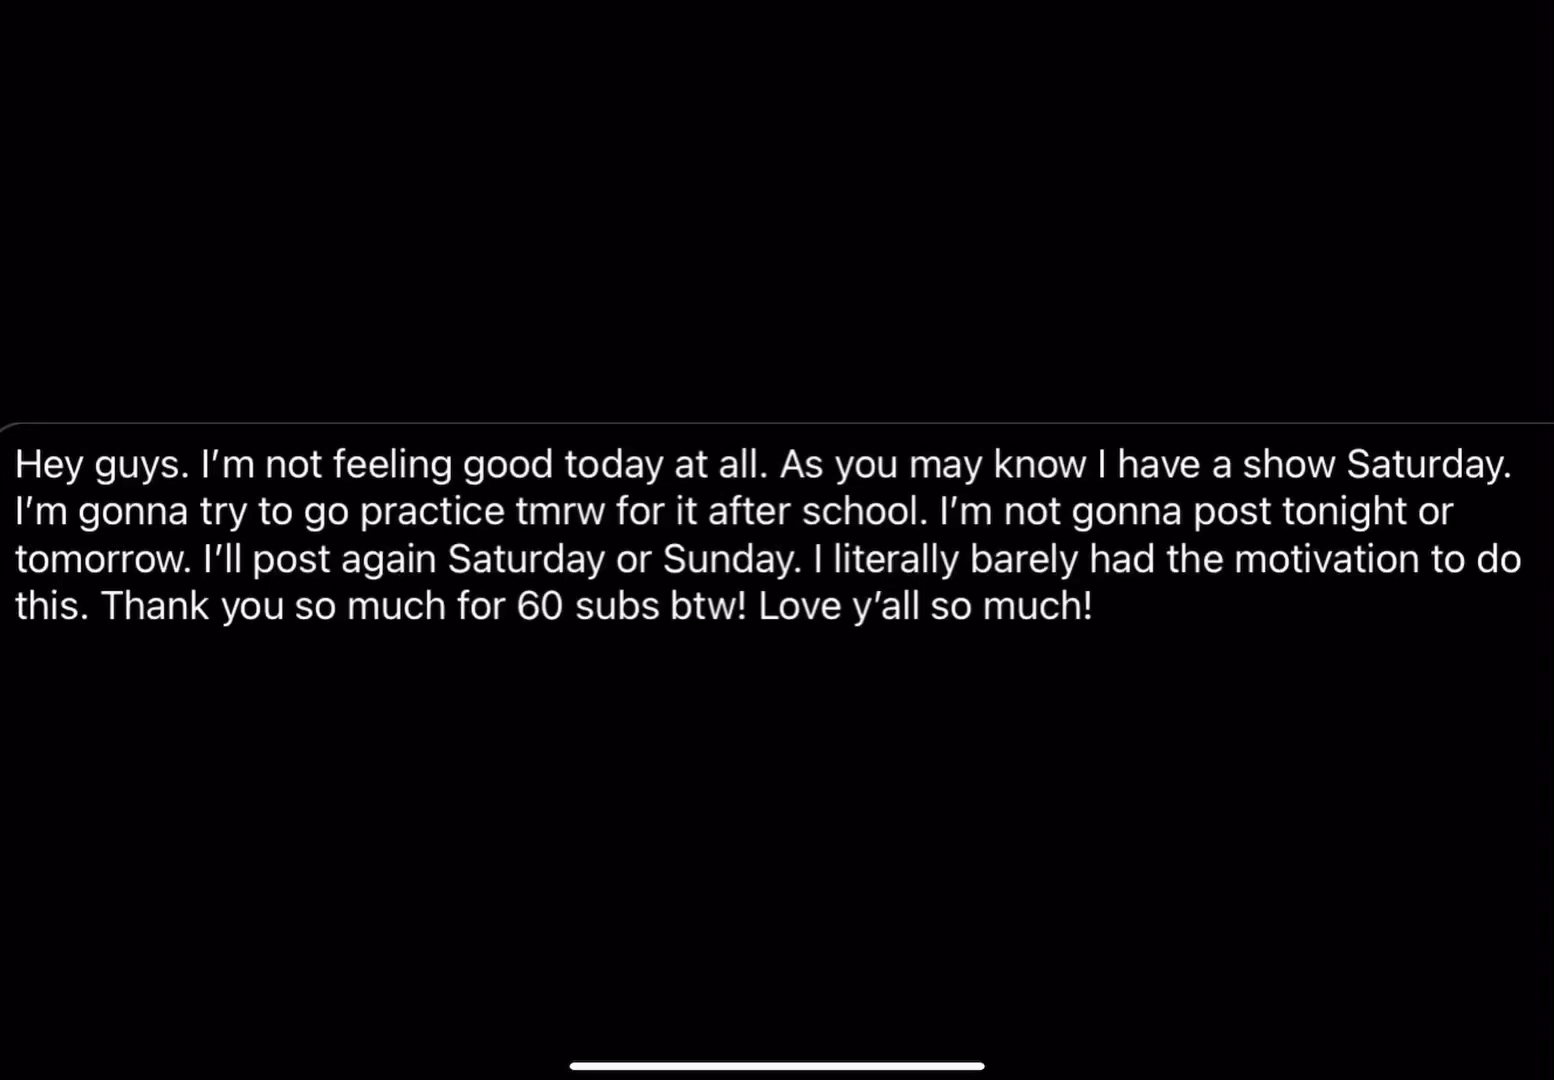 Hey guys. I’m not feeling good today at all. As you may know I have a show Saturday.
I’m gonna try to go practice tmrw for it after school. I’m not gonna post tonight or
tomorrow. I’ll post again Saturday or Sunday. I literally barely had the motivation to do
this. Thank you so much for 60 subs btw! Love y’all so much!